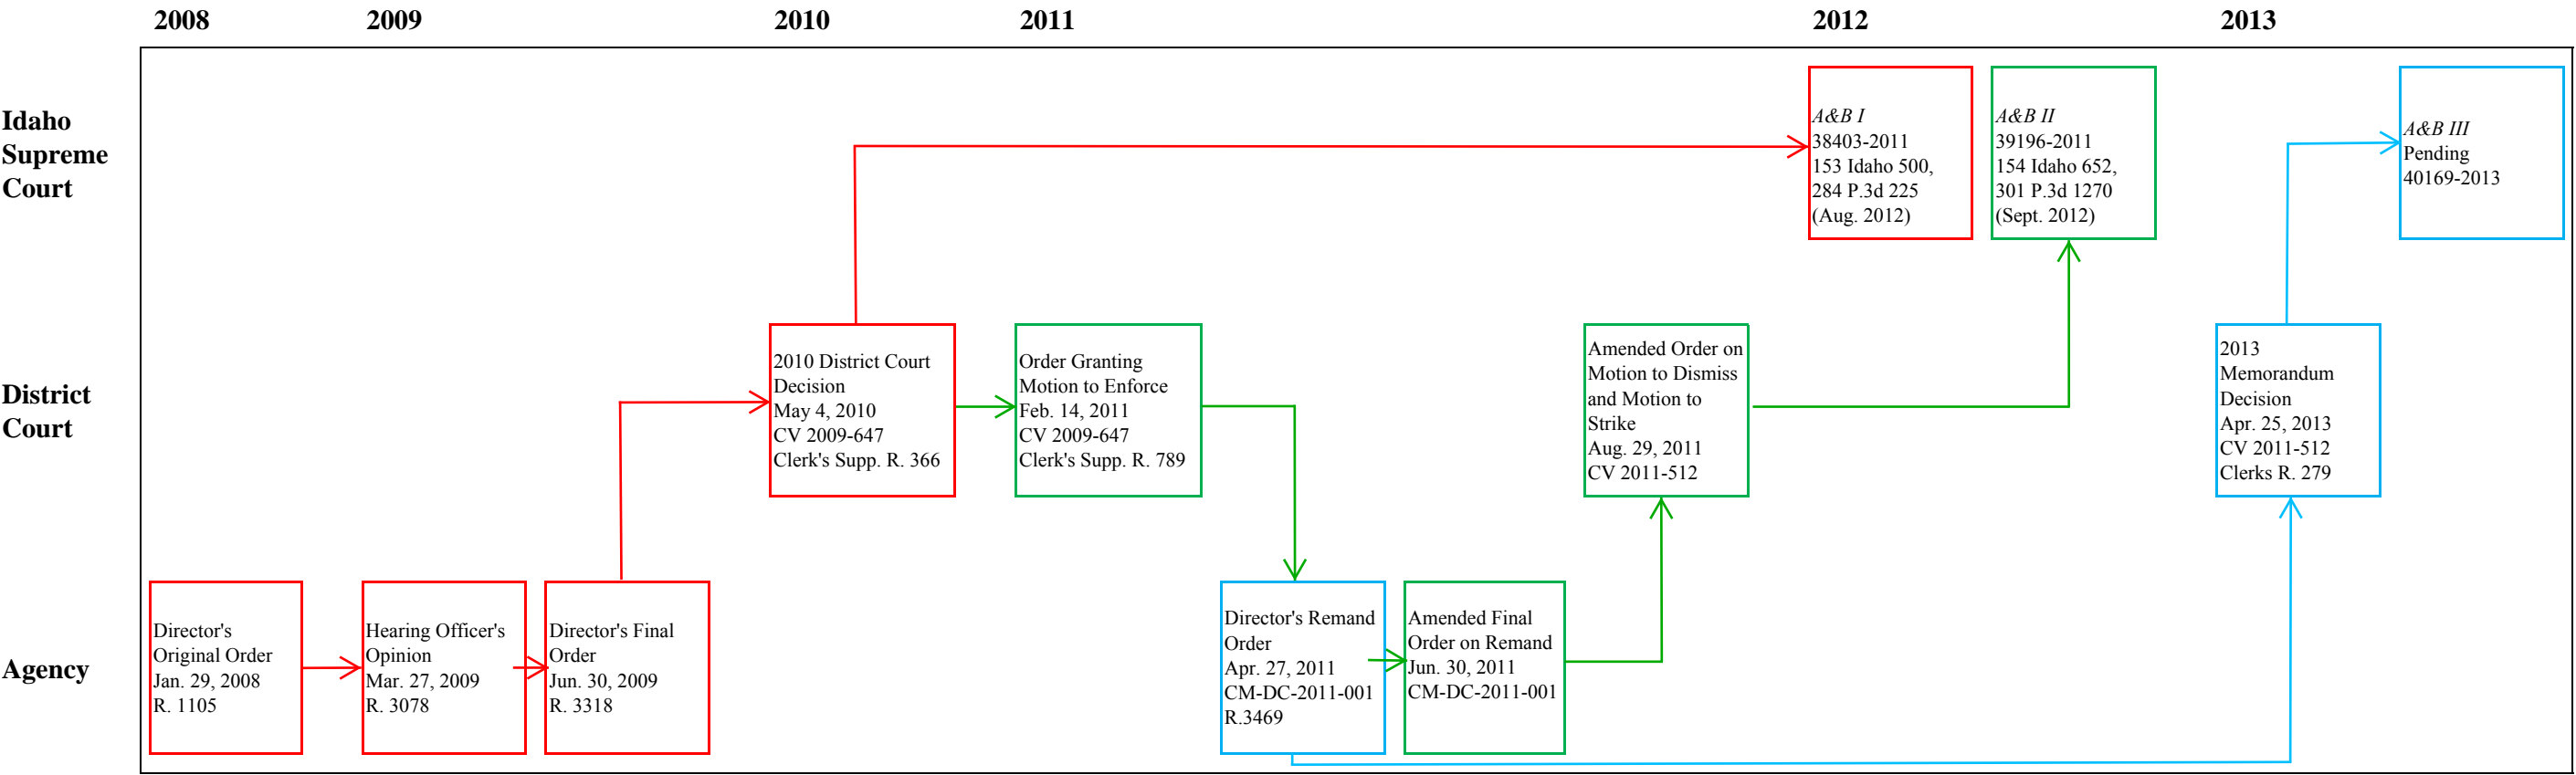 2008
2009
2010
2011
2012
2013
Idaho
Supreme
Court
A&B I
38403-2011
153 Idaho 500,
284 P.3d 225
(Aug. 2012)
A&B II
39196-2011
154 Idaho 652,
301 P.3d 1270
(Sept. 2012)
A&B III
Pending
40169-2013
District
Court
2010 District Court
Decision
May 4, 2010
CV 2009-647
Clerk's Supp. R. 366
Order Granting
Motion to Enforce
Feb. 14, 2011
CV 2009-647
Clerk's Supp. R. 789
Amended Order on
Motion to Dismiss
and Motion to
Strike
Aug. 29, 2011
CV 2011-512
2013
Memorandum
Decision
Apr. 25, 2013
CV 2011-512
Clerks R. 279
Agency
Director's
Original Order
Jan. 29, 2008
R. 1105
Hearing Officer's
Opinion
Mar. 27, 2009
R. 3078
Director's Final
Order
Jun. 30, 2009
R. 3318
Director's Remand
Order
Apr. 27, 2011
CM-DC-2011-001
R.3469
Amended Final
Order on Remand
Jun. 30, 2011
CM-DC-2011-001